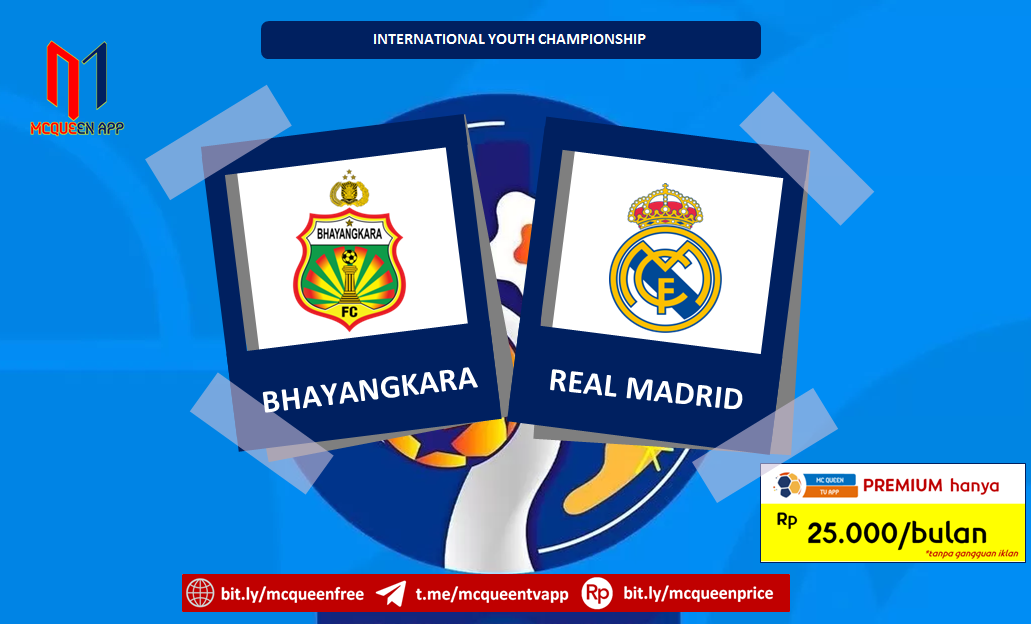 INTERNATIONAL YOUTH CHAMPIONSHIP
MCQUEEN APP
BHAYANGKARA
FC
BHAYANGKARA
REAL MADRID
MC QUEEN
TV APP
PREMIUM hanya
Rp 25.000/bulan
*tanpa gangguan iklan
bit.ly/mcqueenfree
t.me/mcqueentvapp
Rp
bit.ly/mcqueenprice